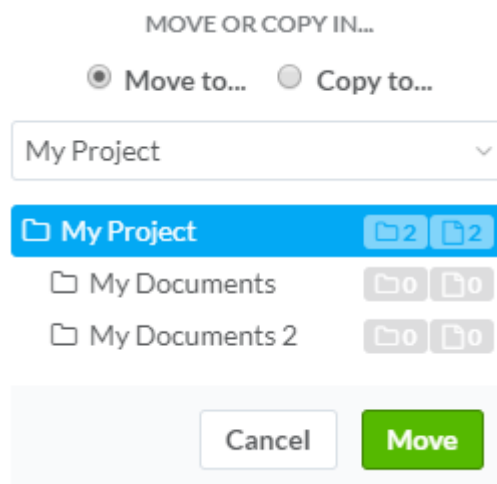 MOVE OR COPY IN...
Move to... Copy to...
My Project
My Project 2 2
My Documents 0 0
My Documents 2 0 0
Cancel Move